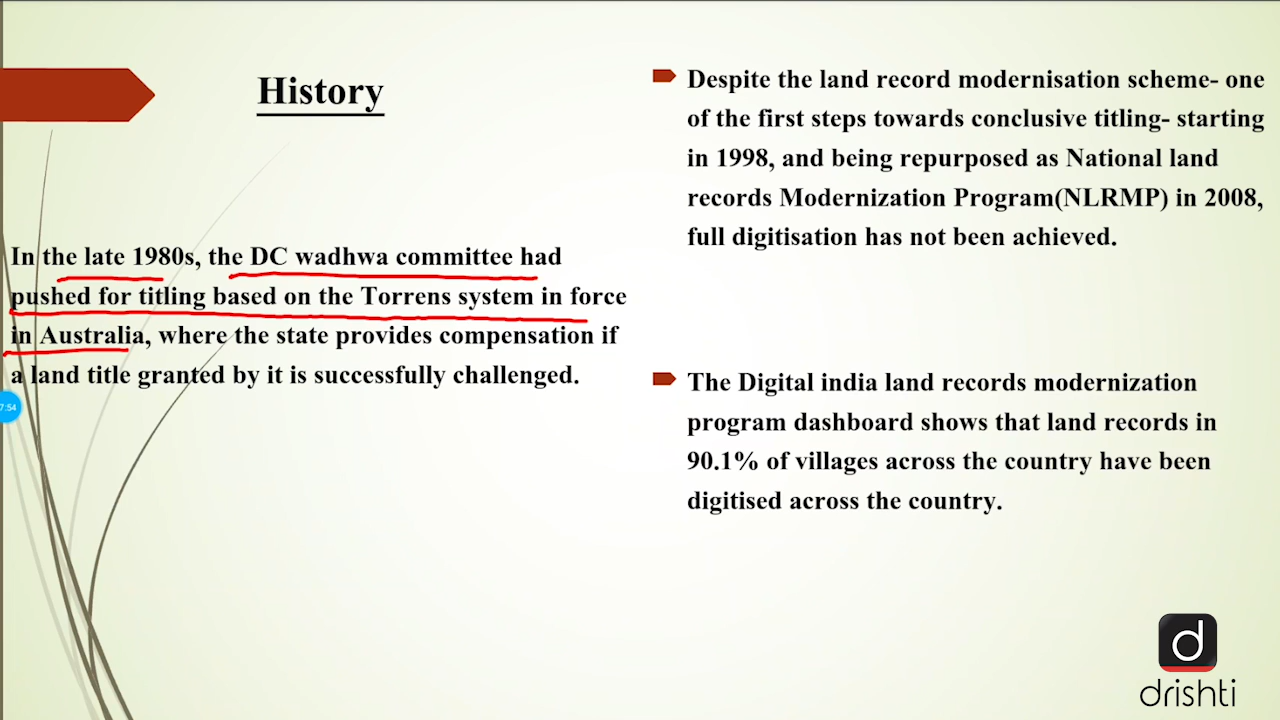 History
In the late 1980s, the DC wadhwa committee had
pushed for titling based on the Torrens system in force
in Australia, where the state provides compensation if
a land title granted by it is successfully challenged.
7:54
Despite the land record modernisation scheme- one
of the first steps towards conclusive titling- starting
in 1998, and being repurposed as National land
records Modernization Program(NLRMP) in 2008,
full digitisation has not been achieved.
The Digital india land records modernization
program dashboard shows that land records in
90.1% of villages across the country have been
digitised across the country.
d
drishti